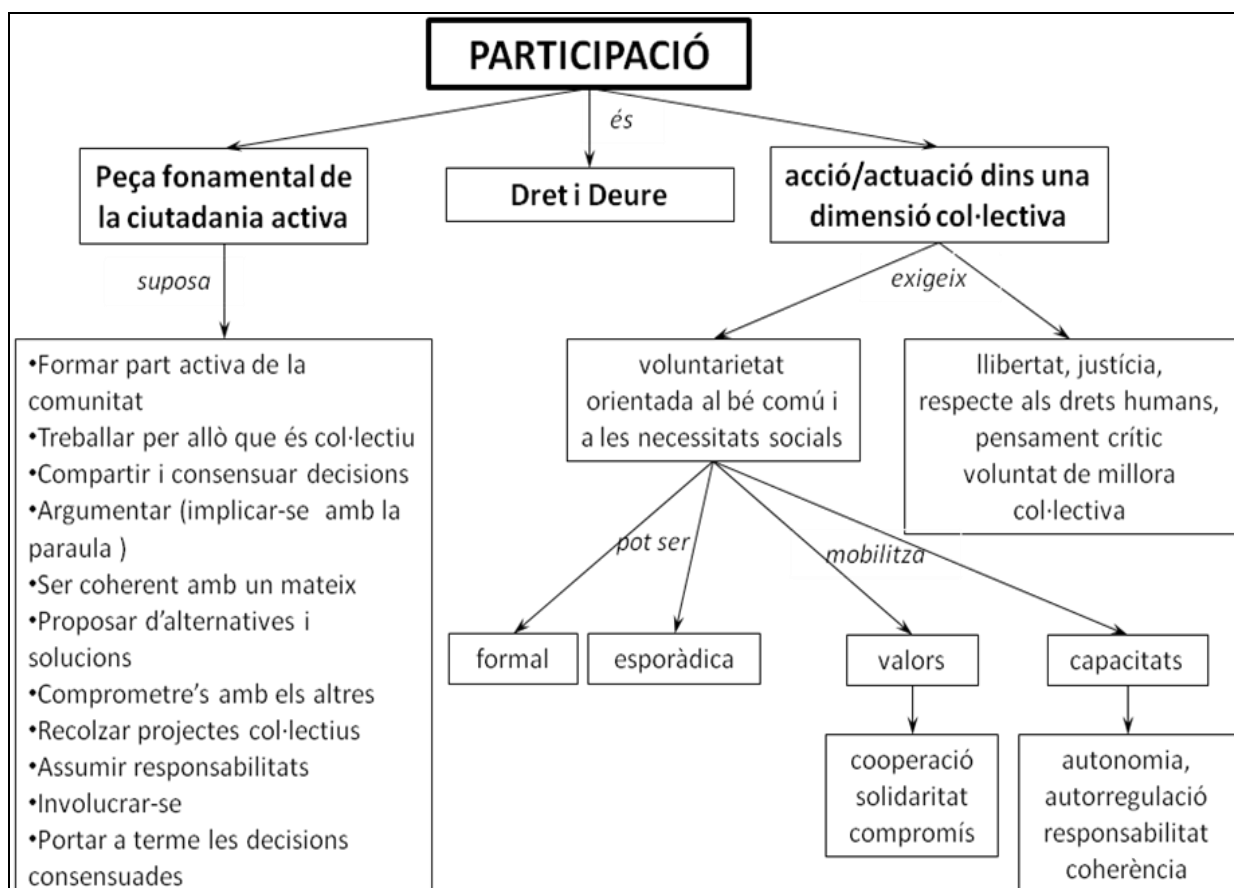 PARTICIPACIÓ
és
Peça fonamental de
la ciutadania activa
Dret i Deure
acció/actuació dins una
dimensió col·lectiva
suposa
•Formar part activa de la
comunitat
•Treballar per allò que és col·lectiu
•Compartir i consensuar decisions
•Argumentar (implicar-se amb la
paraula )
•Ser coherent amb un mateix
•Proposar d'alternatives i
solucions
•Comprometre's amb els altres
•Recolzar projectes col·lectius
•Assumir responsabilitats
•Involucrar-se
•Portar a terme les decisions
consensuades
exigeix
voluntarietat
orientada al bé comú i
a les necessitats socials
llibertat, justícia,
respecte als drets humans,
pensament crític
voluntat de millora
col·lectiva
pot ser
mobilitza
formal
esporàdica
valors
capacitats
cooperació
solidaritat
compromís
autonomia,
autorregulació
responsabilitat
coherència